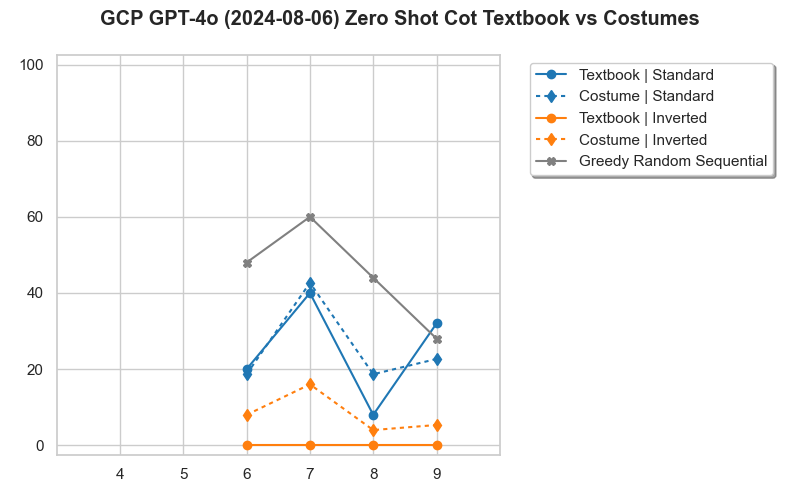 GCP GPT-4o (2024-08-06) Zero Shot Cot Textbook vs Costumes
100
80
60
40
20
0
4 5 6 7 8 9
Textbook | Standard
Costume | Standard
Textbook | Inverted
Costume | Inverted
Greedy Random Sequential